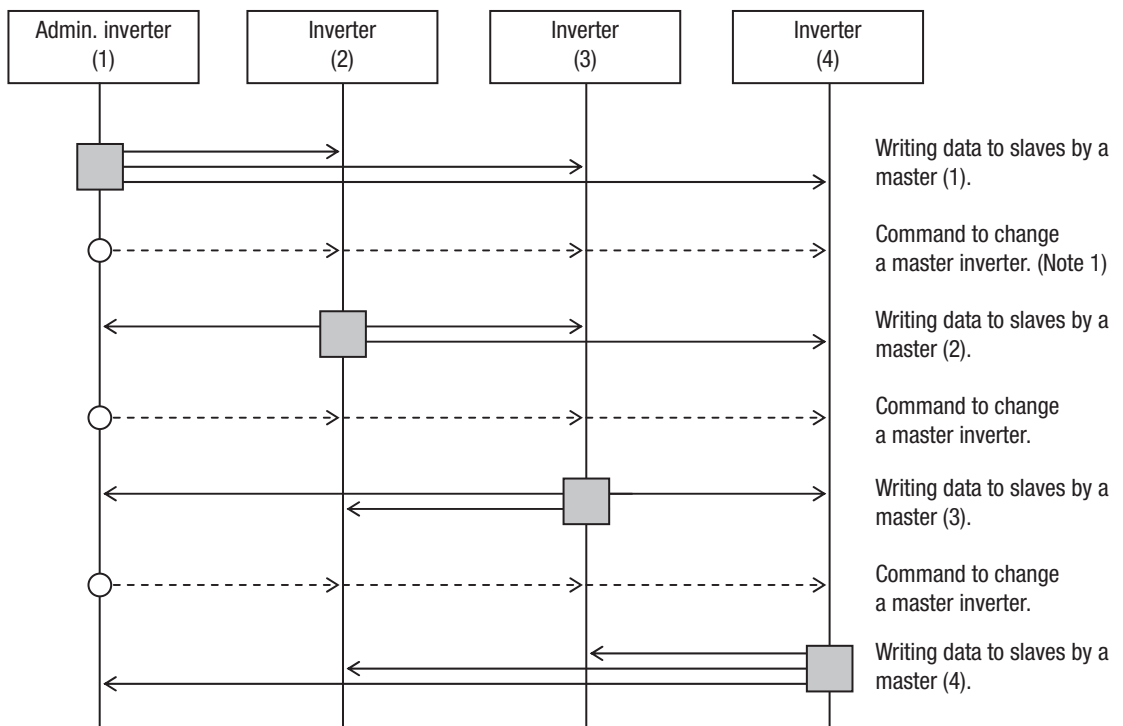 Admin. inverter
(1)
Inverter
(2)
Inverter
(3)
Inverter
(4)
Writing data to slaves by a
master (1).
Command to change
a master inverter. (Note 1)
Writing data to slaves by a
master (2).
Command to change
a master inverter.
Writing data to slaves by a
master (3).
Command to change
a master inverter.
Writing data to slaves by a
master (4).